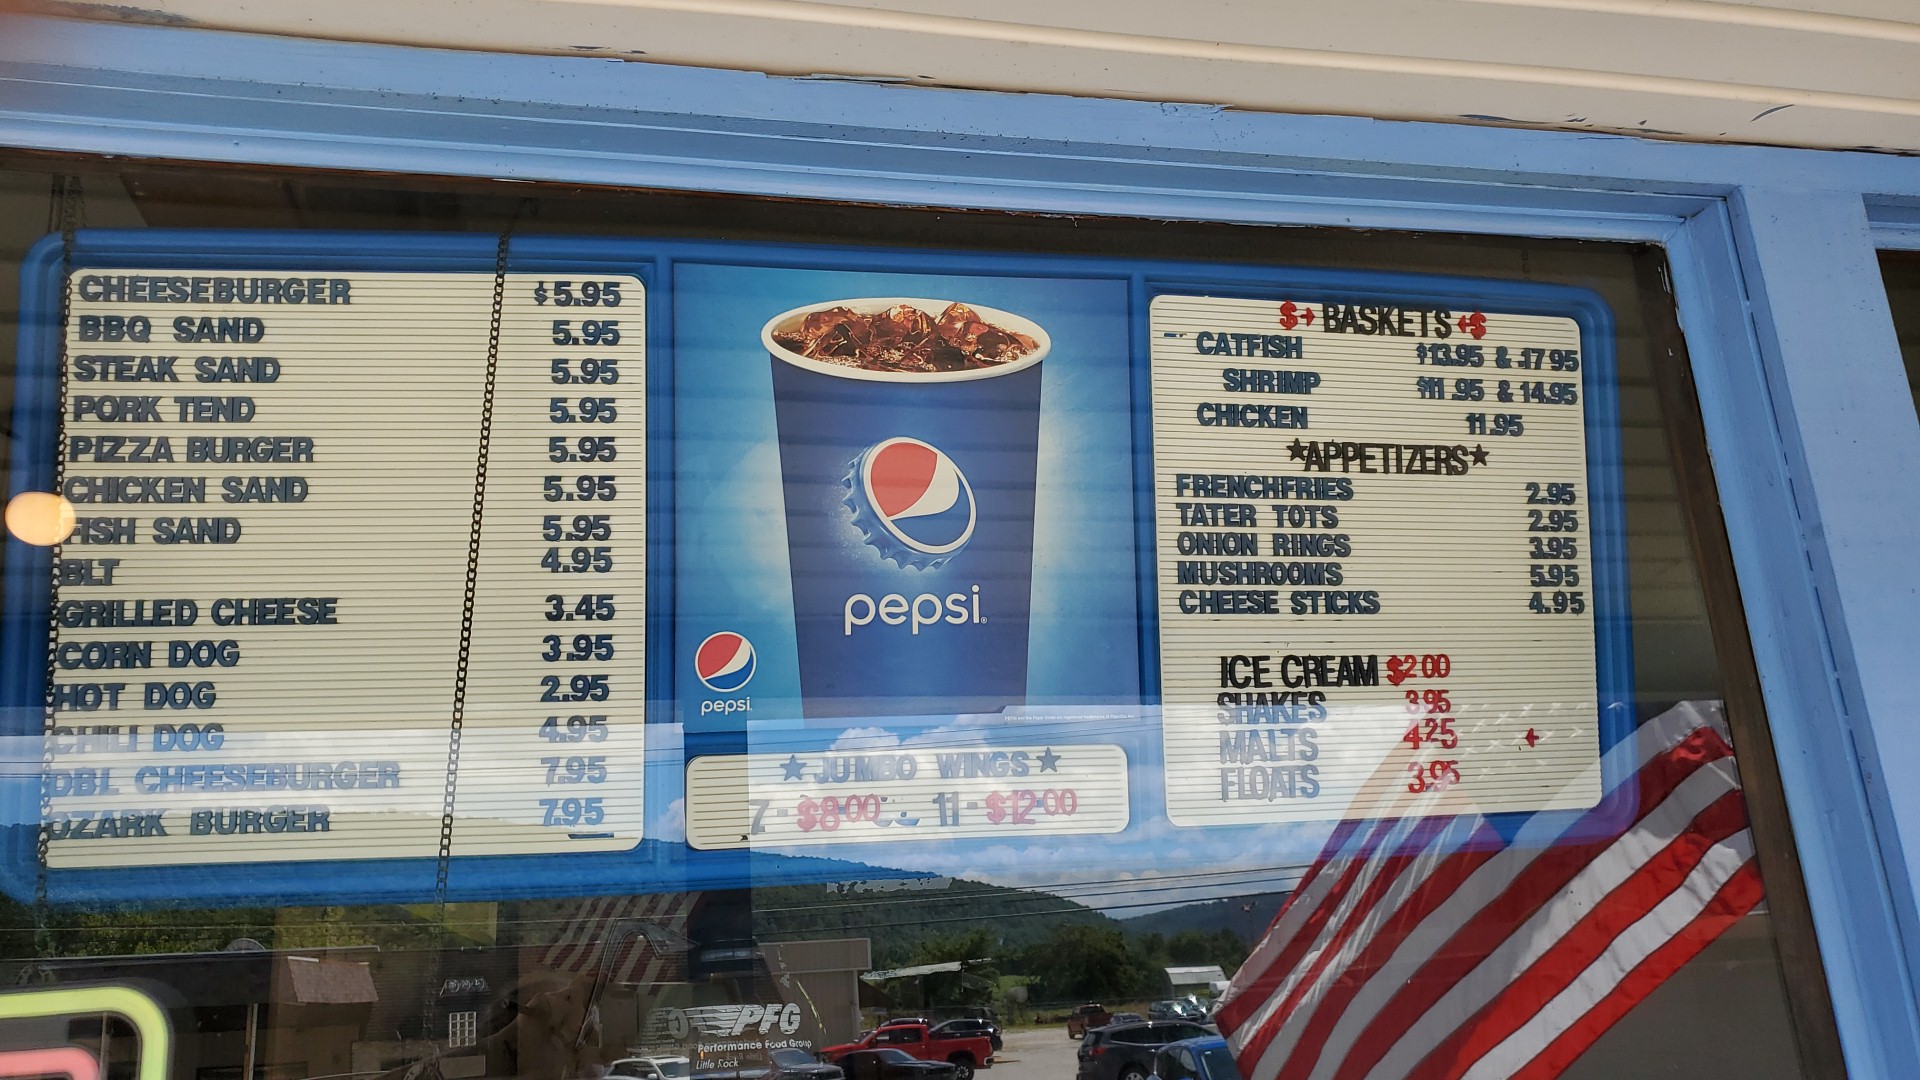 CHEESEBURGER $5.95
BBQ SAND 5.95
STEAK SAND 5.95
PORK TEND 5.95
PIZZA BURGER 5.95
CHICKEN SAND 5.95
FISH SAND 5.95
BLT 4.95
GRILLED CHEESE 3.45
CORN DOG 3.95
HOT DOG 2.95
CHILI DOG 4.95
DBL CHEESEBURGER 7.95
OZARK BURGER 7.95
pepsi.
pepsi.
★ JUMBO WINGS ★
7 - $8.00 11 - $12.00
$→ BASKETS ←$
CATFISH $13.95 & 17.95
SHRIMP $11.95 & 14.95
CHICKEN 11.95
★APPETIZERS★
FRENCHFRIES 2.95
TATER TOTS 2.95
ONION RINGS 3.95
MUSHROOMS 5.95
CHEESE STICKS 4.95
ICE CREAM $2.00
SHAKES 3.95
MALTS 4.25
FLOATS 3.95
PFG
Performance Food Group
Little Rock